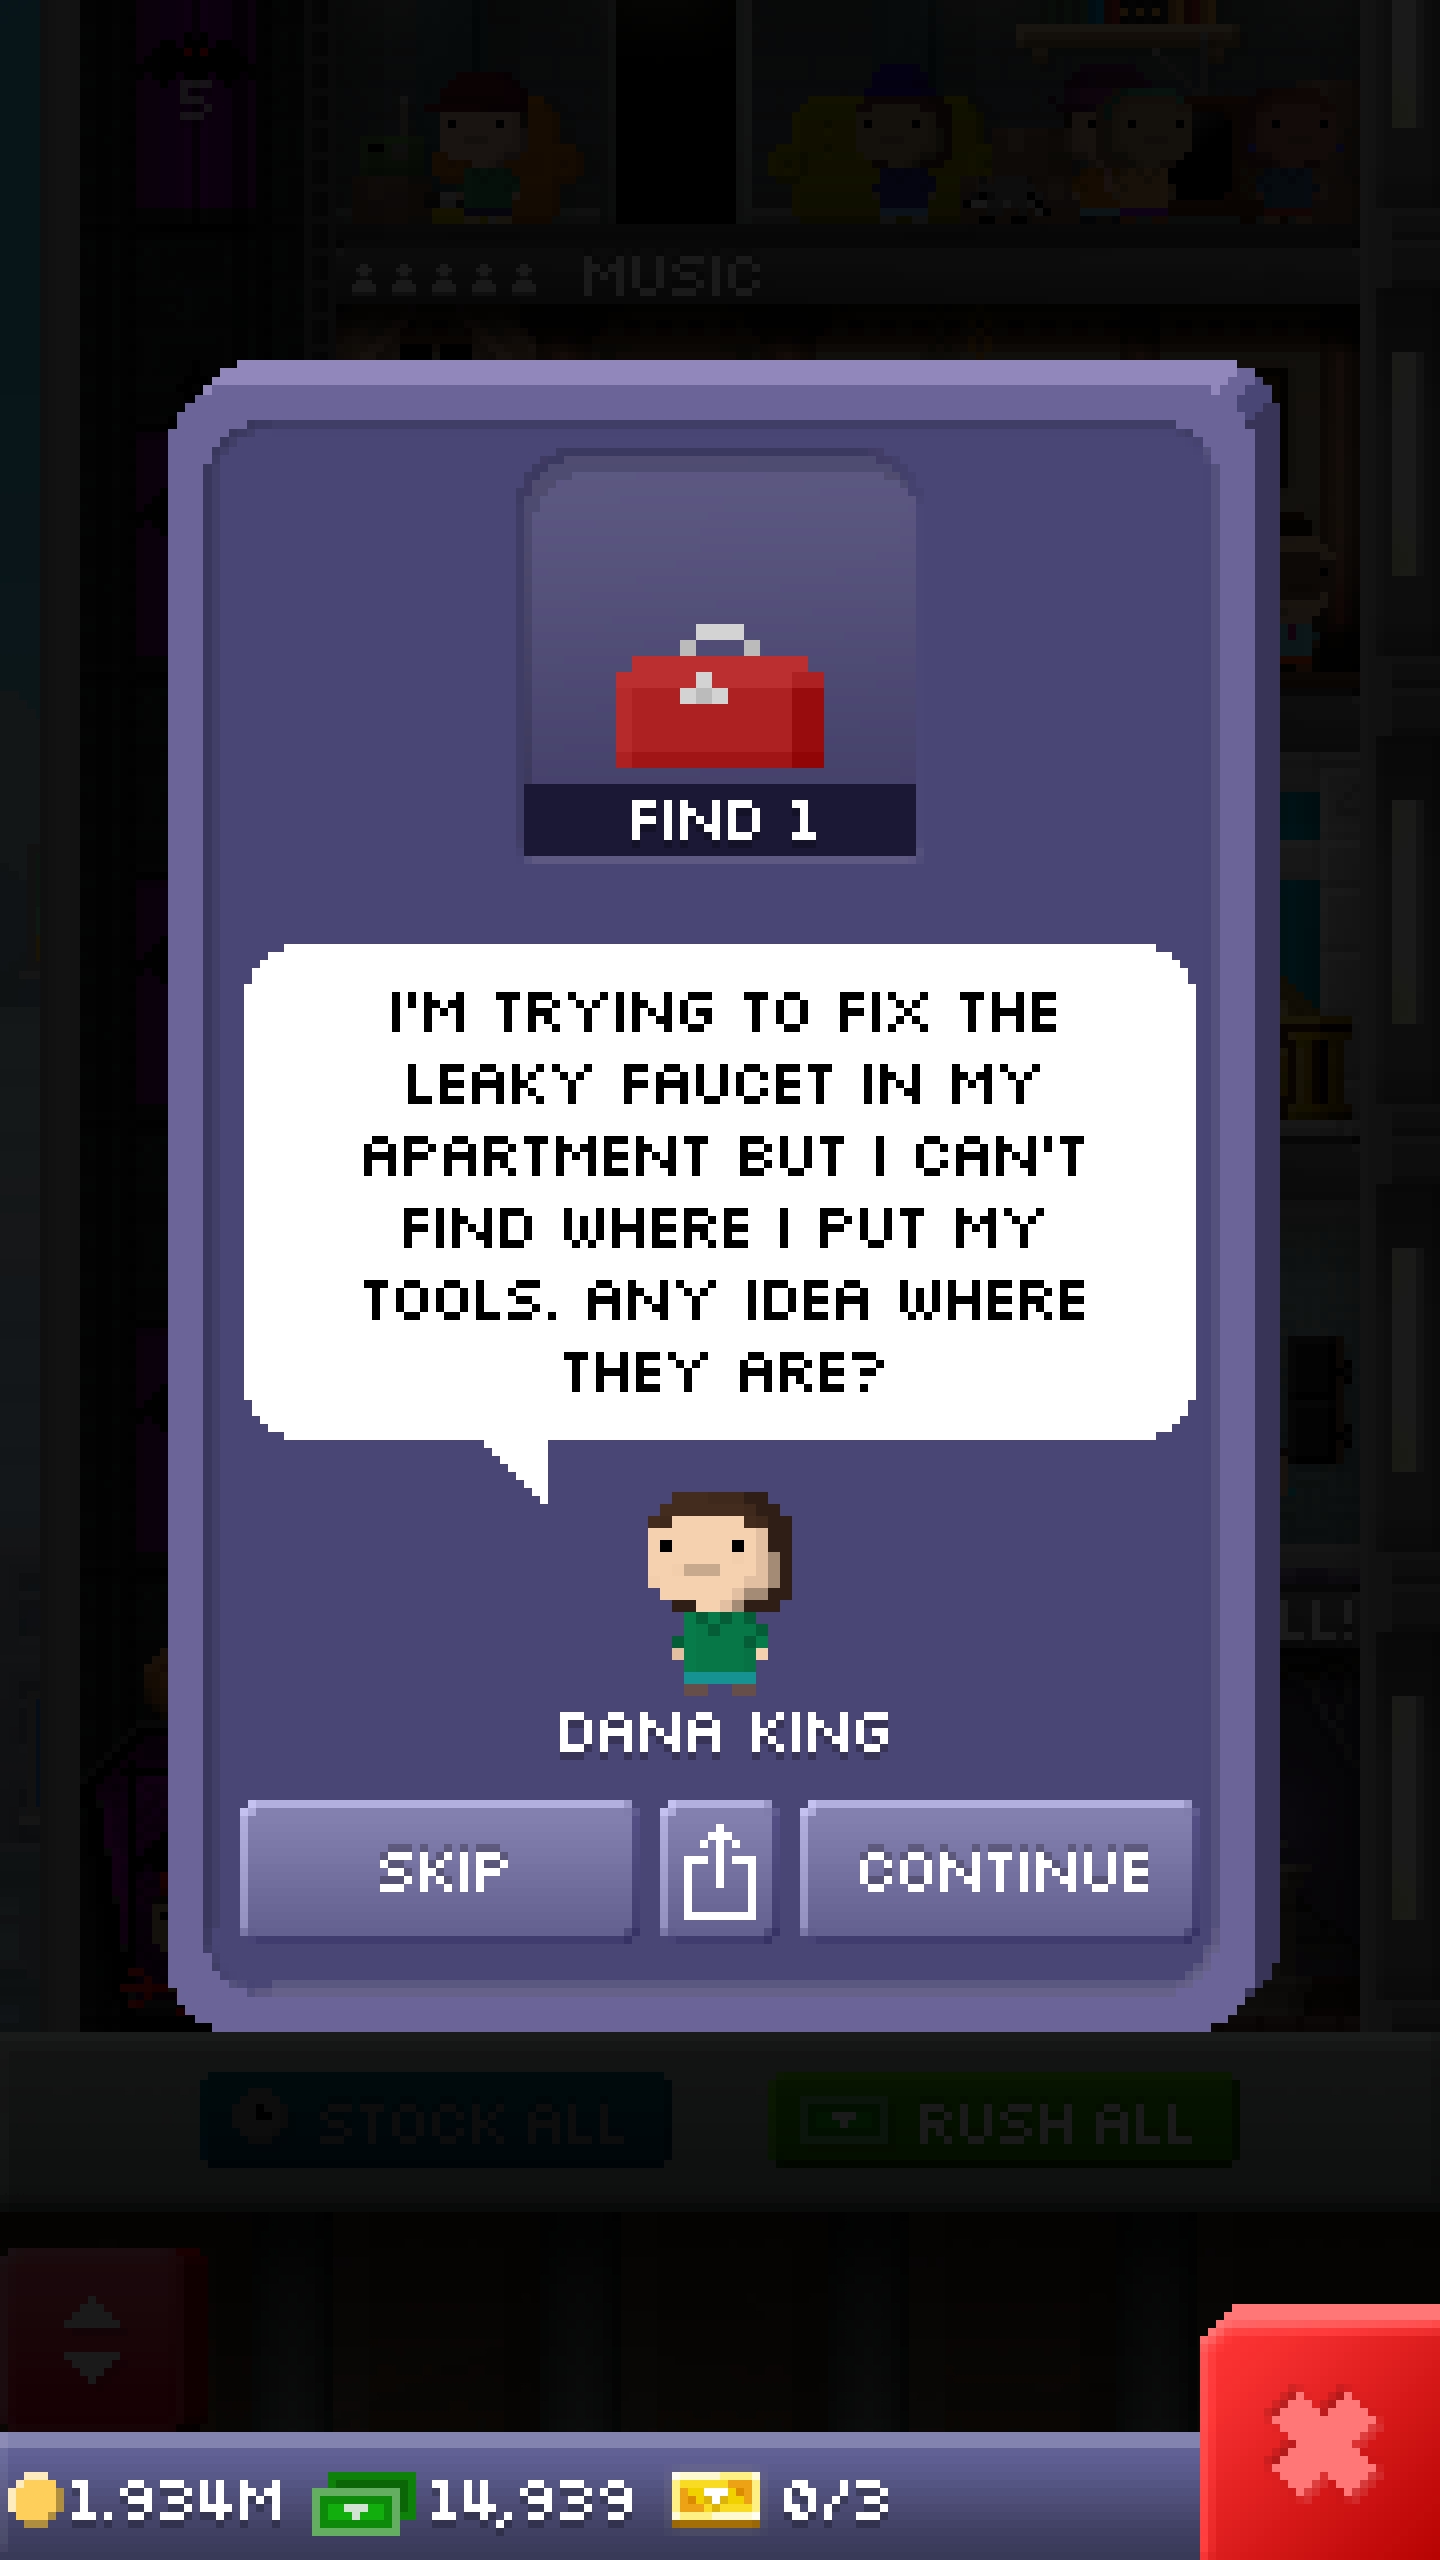 5
MUSIC
FIND 1
I'M TRYING TO FIX THE
LEAKY FAUCET IN MY
APARTMENT BUT I CAN'T
FIND WHERE I PUT MY
TOOLS. ANY IDEA WHERE
THEY ARE?
LL!
DANA KING
SKIP
CONTINUE
STOCK ALL
RUSH ALL
1.934M
14,939
0/3